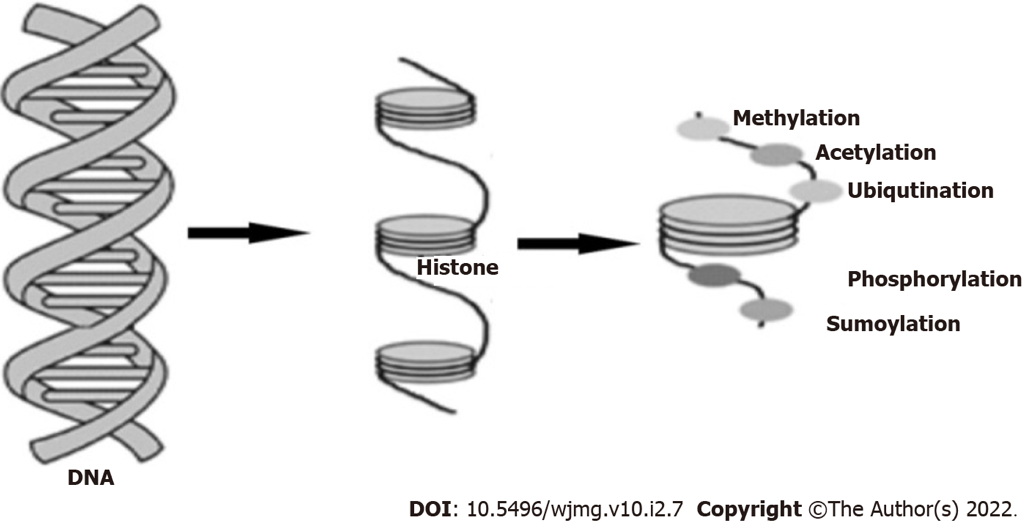 Methylation
Acetylation
Ubiqutination
Histone
Phosphorylation
Sumoylation
DNA
DOI: 10.5496/wjmg.v10.i2.7 Copyright ©The Author(s) 2022.